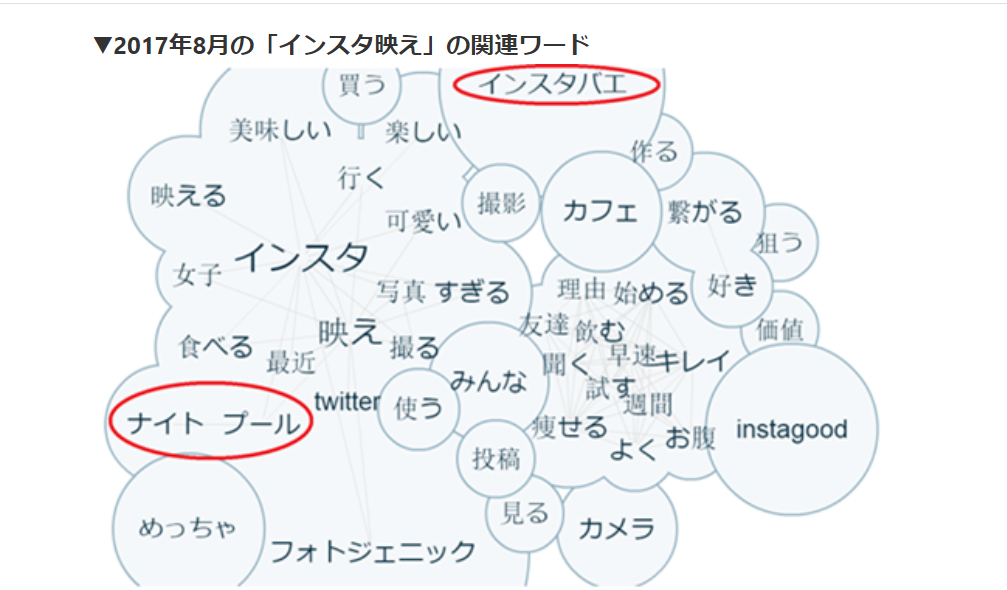 ▼2017年8月の「インスタ映え」の関連ワード
買う
インスタバエ
美味しい
楽しい
作る
行く
映える
撮影
カフェ
繋がる
可愛い
狙う
インスタ
女子
写真
すぎる
理由
始める
好き
友達
飲む
価値
映え
食べる
最近
撮る
聞く
早速
キレイ
みんな
試す
twitter
使う
週間
ナイト プール
痩せる
よく
お腹
instagood
投稿
見る
めっちゃ
カメラ
フォトジェニック